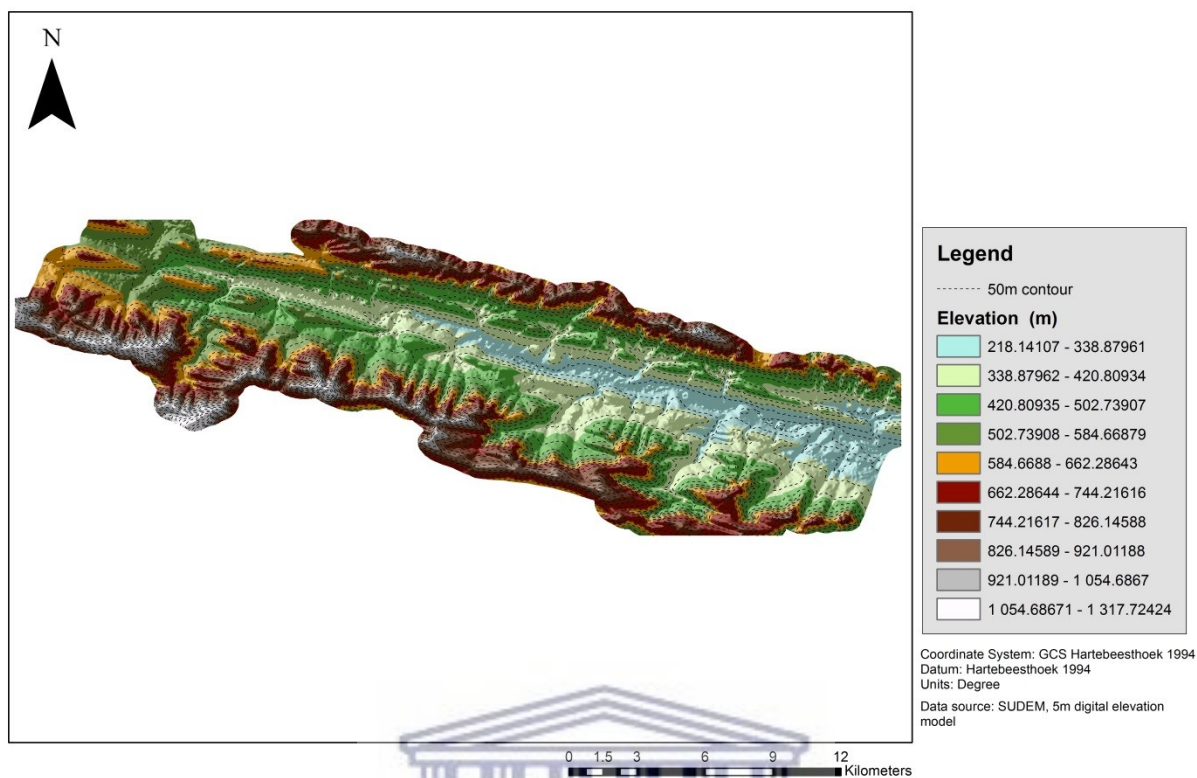 N
Legend
50m contour
Elevation (m)
218.14107 - 338.87961
338.87962 - 420.80934
420.80935 - 502.73907
502.73908 - 584.66879
584.6688 - 662.28643
662.28644 - 744.21616
744.21617 - 826.14588
826.14589 - 921.01188
921.01189 - 1 054.6867
1 054.68671 - 1 317.72424
Coordinate System: GCS Hartebeesthoek 1994
Datum: Hartebeesthoek 1994
Units: Degree
Data source: SUDEM, 5m digital elevation
model
0 1.5 3 6 9 12
Kilometers